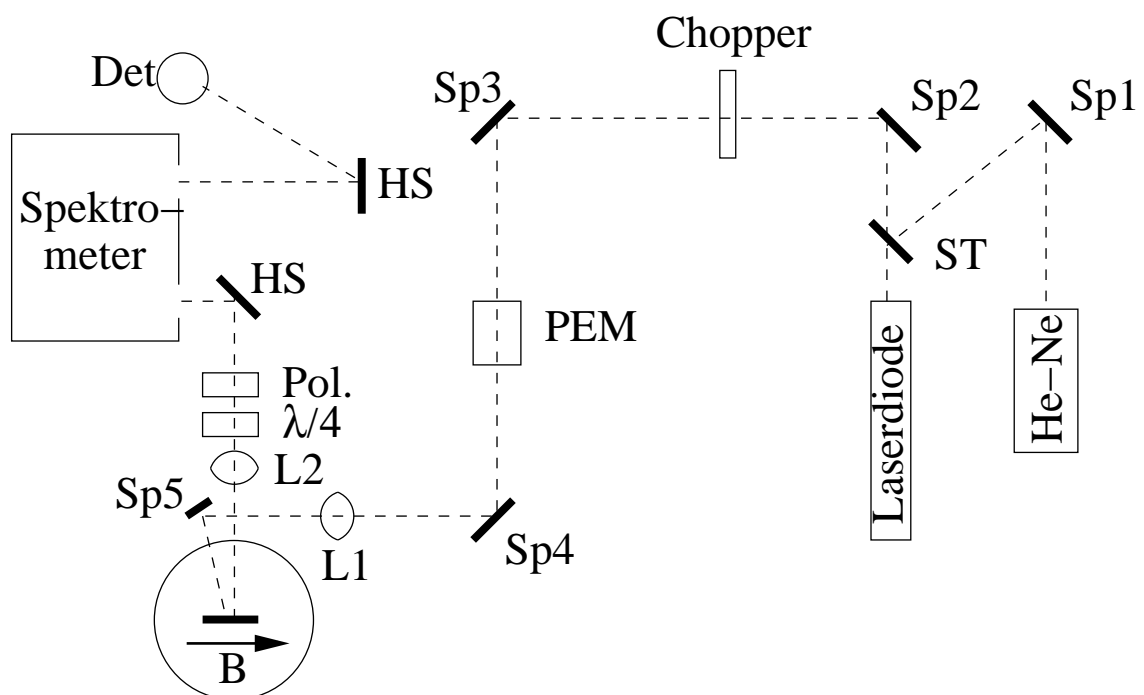 Chopper
Det
Sp3
Sp2
Sp1
HS
Spektro–
meter
ST
HS
PEM
Laserdiode
He–Ne
Pol.
λ/4
L2
Sp5
L1
Sp4
B